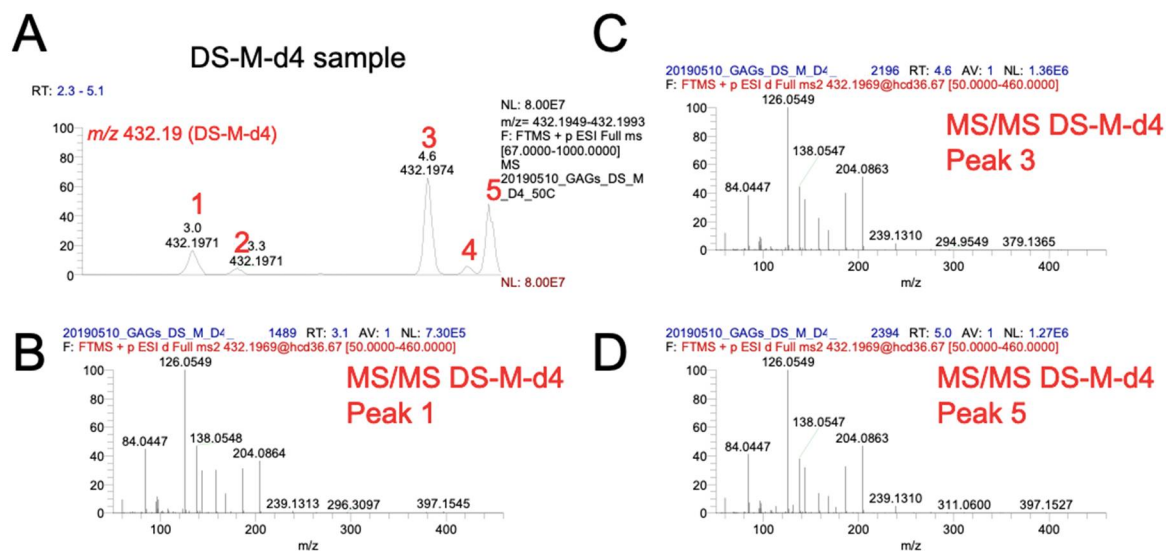 A
DS-M-d4 sample
RT: 2.3 - 5.1
m/z 432.19 (DS-M-d4)
NL: 8.00E7
m/z= 432.1949-432.1993
F: FTMS + p ESI Full ms
[67.0000-1000.0000]
MS
20190510_GAGs_DS_M
_D4_50C
NL: 8.00E7
100
80
60
40
20
0
1
3.0
432.1971
2
3.3
432.1971
3
4.6
432.1974
4
5
B
20190510_GAGs_DS_M_D4_ 1489 RT: 3.1 AV: 1 NL: 7.30E5
F: FTMS + p ESI d Full ms2 432.1969@hcd36.67 [50.0000-460.0000]
MS/MS DS-M-d4
Peak 1
100
80
60
40
20
0
126.0549
84.0447
138.0548
204.0864
239.1313
296.3097
397.1545
100 200 300 400
m/z
C
20190510_GAGs_DS_M_D4_ 2196 RT: 4.6 AV: 1 NL: 1.36E6
F: FTMS + p ESI d Full ms2 432.1969@hcd36.67 [50.0000-460.0000]
MS/MS DS-M-d4
Peak 3
100
80
60
40
20
0
126.0549
138.0547
84.0447
204.0863
239.1310
294.9549
379.1365
100 200 300 400
m/z
D
20190510_GAGs_DS_M_D4_ 2394 RT: 5.0 AV: 1 NL: 1.27E6
F: FTMS + p ESI d Full ms2 432.1969@hcd36.67 [50.0000-460.0000]
MS/MS DS-M-d4
Peak 5
100
80
60
40
20
0
126.0549
138.0547
84.0447
204.0863
239.1310
311.0600
397.1527
100 200 300 400
m/z